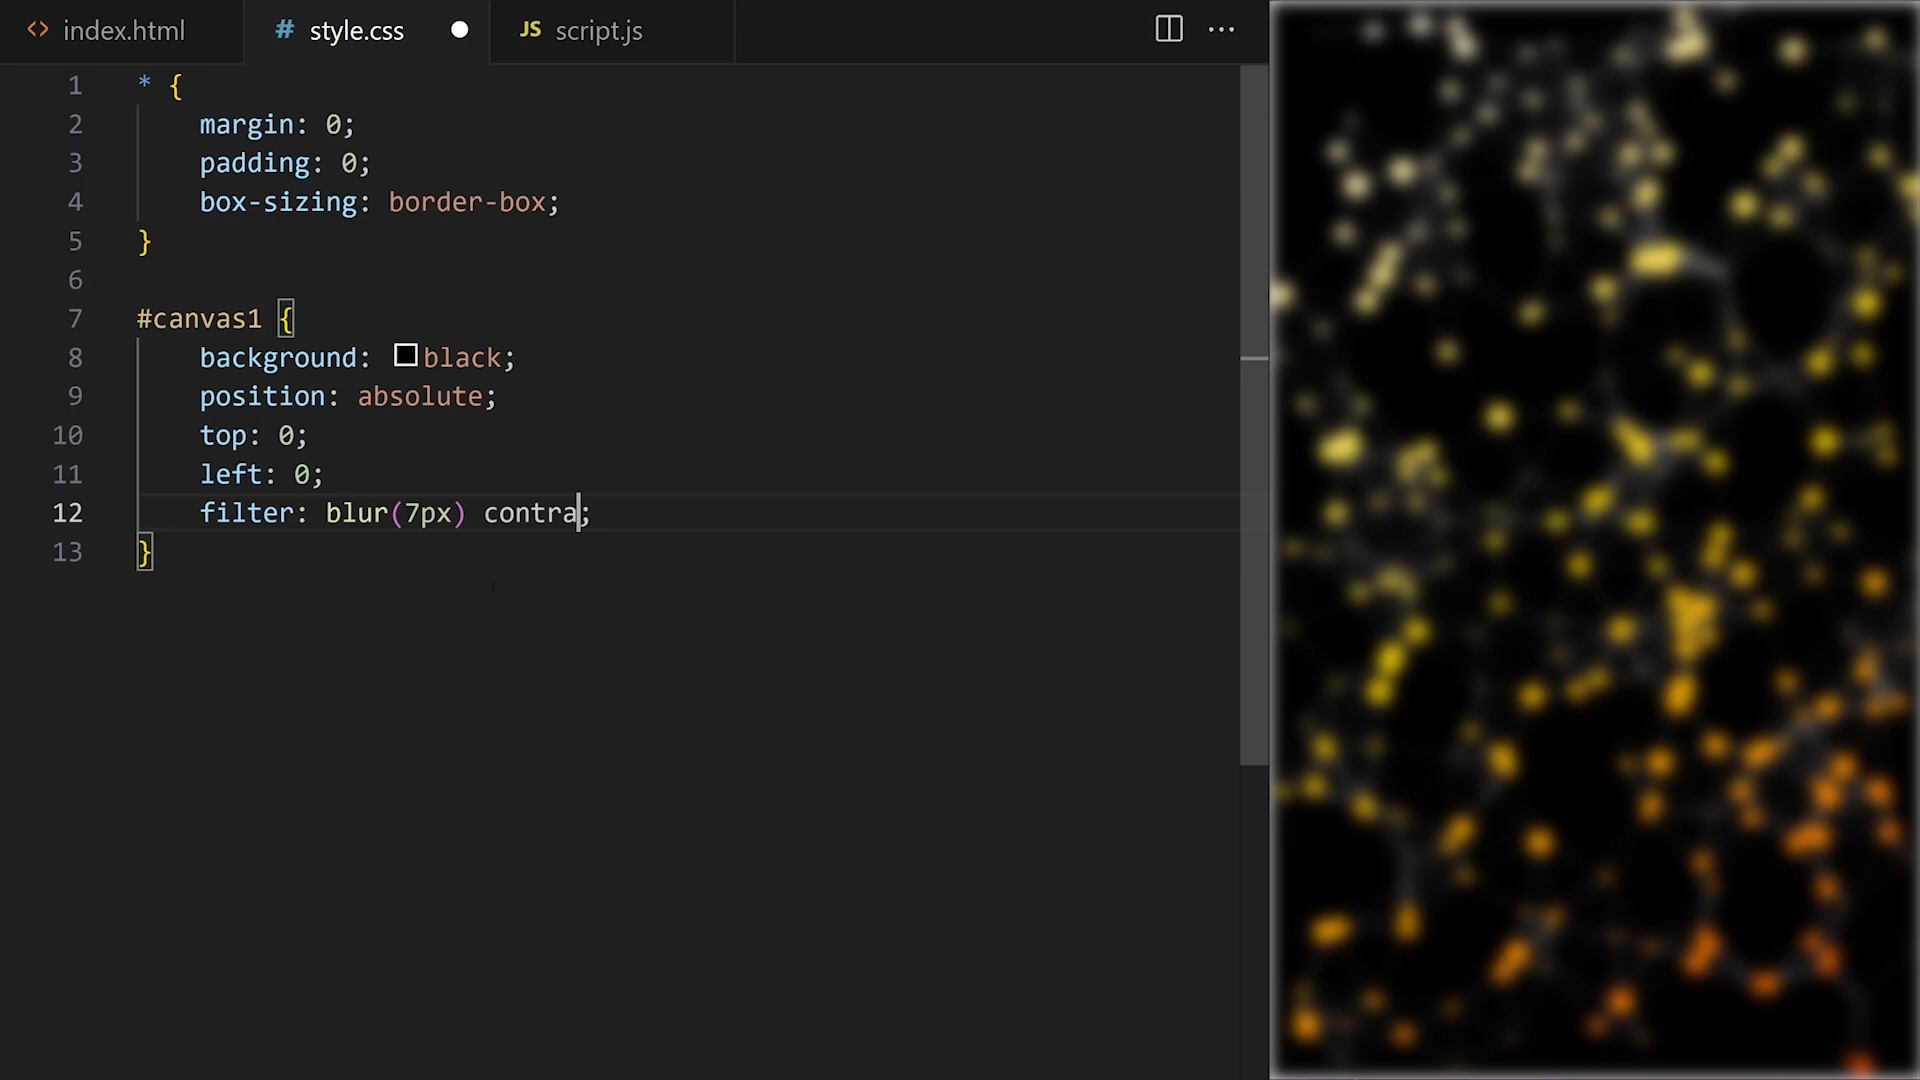 <> index.html
# style.css
JS script.js
1 * {
2 margin: 0;
3 padding: 0;
4 box-sizing: border-box;
5 }
6
7 #canvas1 {
8 background: black;
9 position: absolute;
10 top: 0;
11 left: 0;
12 filter: blur(7px) contra;
13 }